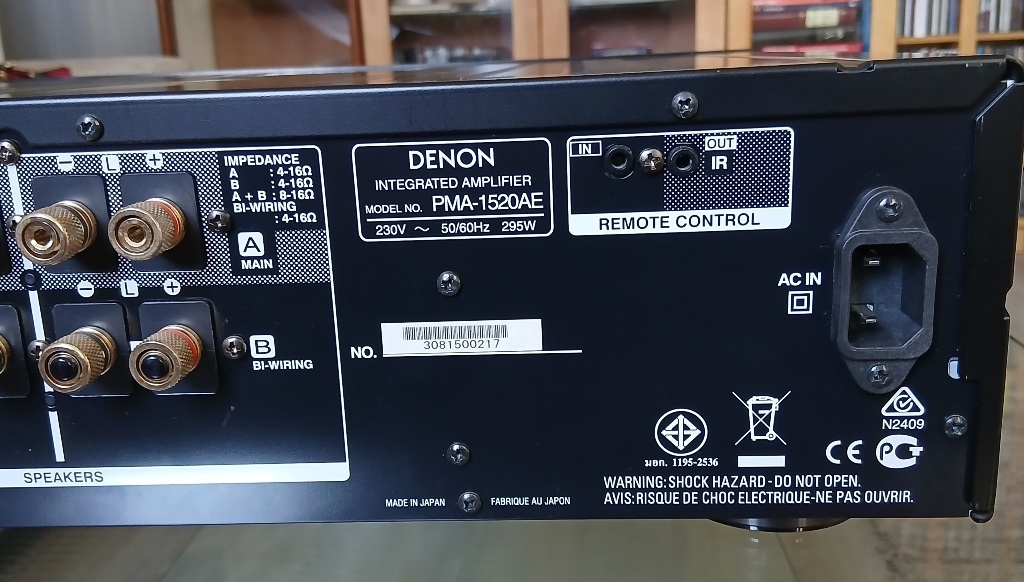 − L +
IMPEDANCE
A : 4-16Ω
B : 4-16Ω
A + B : 8-16Ω
BI-WIRING
: 4-16Ω
A
MAIN
− L +
B
BI-WIRING
SPEAKERS
DENON
INTEGRATED AMPLIFIER
MODEL NO. PMA-1520AE
230V ～ 50/60Hz 295W
IN
OUT
IR
REMOTE CONTROL
AC IN
NO. 3081500217
N2409
มอก. 1195-2536
CE
PCT
WARNING: SHOCK HAZARD - DO NOT OPEN.
AVIS: RISQUE DE CHOC ELECTRIQUE-NE PAS OUVRIR.
MADE IN JAPAN FABRIQUE AU JAPON